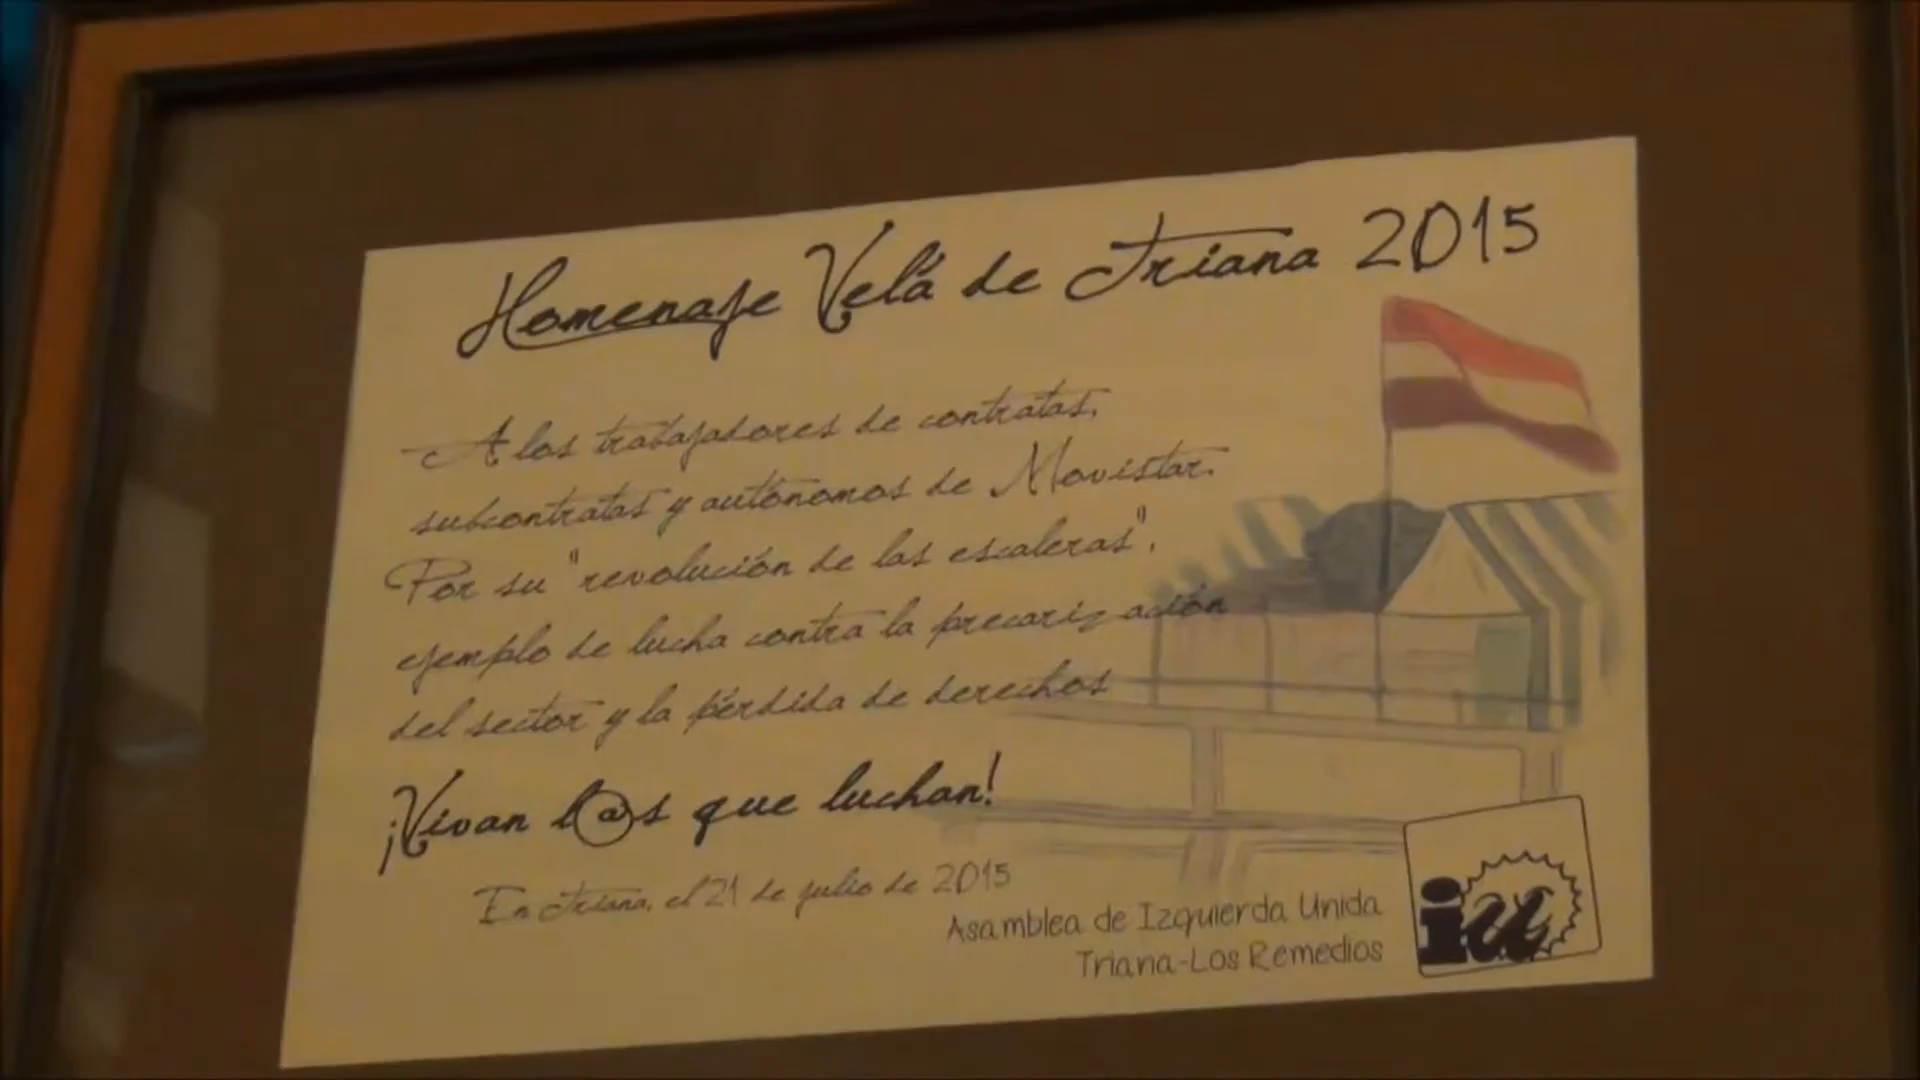 Homenaje Velá de Triana 2015
A los trabajadores de contratas,
subcontratas y autónomos de Movistar.
Por su "revolución de las escaleras",
ejemplo de lucha contra la precarización
del sector y la pérdida de derechos
¡Vivan l@s que luchan!
En Triana, el 21 de julio de 2015
Asamblea de Izquierda Unida
Triana-Los Remedios
iu